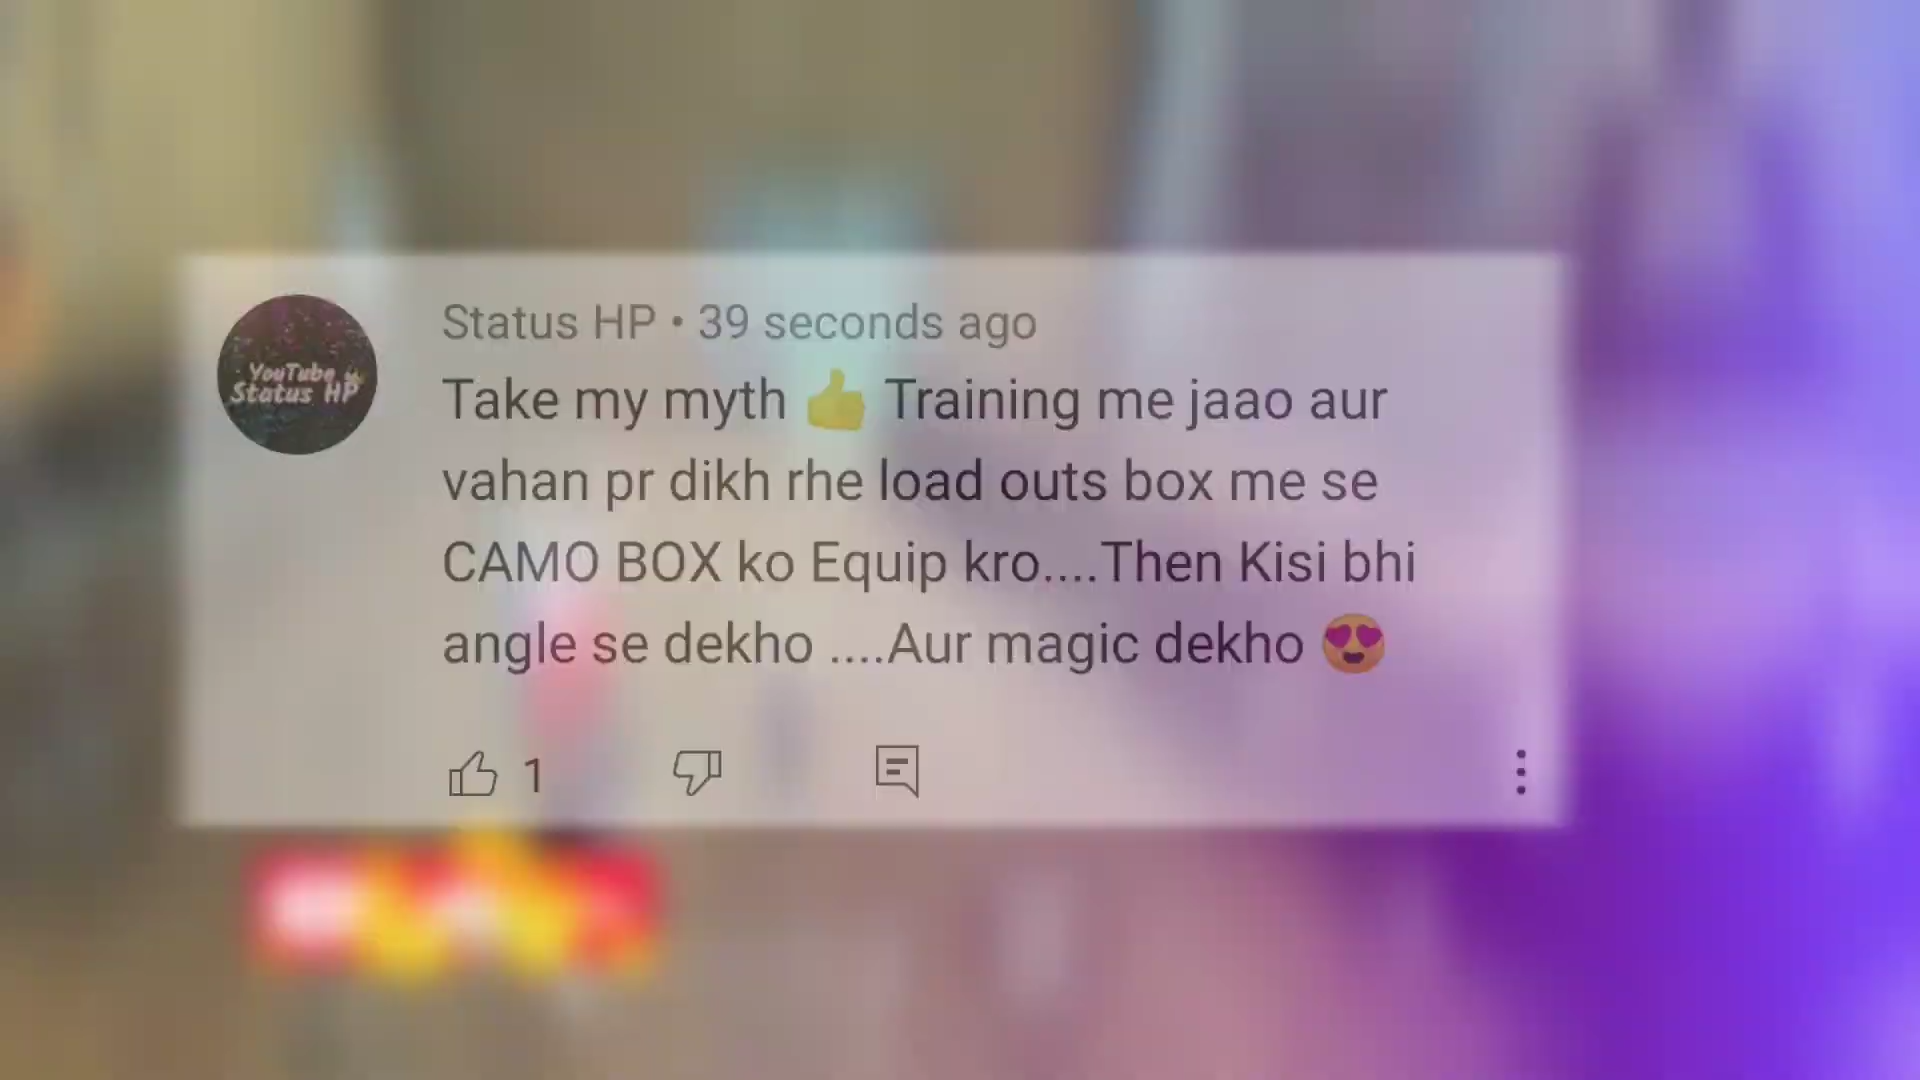 YouTube
Status HP
Status HP • 39 seconds ago
Take my myth 👍 Training me jaao aur
vahan pr dikh rhe load outs box me se
CAMO BOX ko Equip kro....Then Kisi bhi
angle se dekho ....Aur magic dekho 😍
1